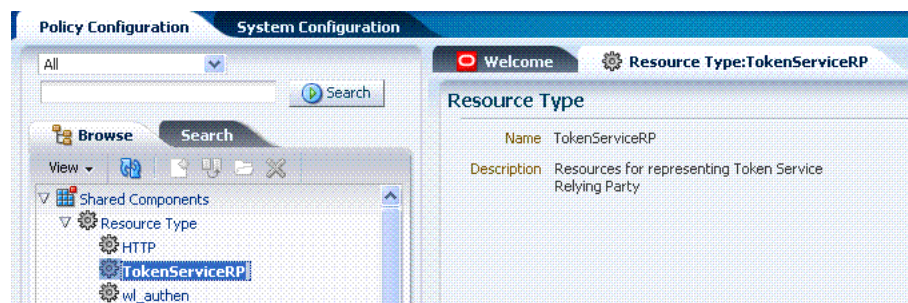 Policy Configuration
System Configuration
All
Search
Browse
Search
View
Shared Components
Resource Type
HTTP
TokenServiceRP
wl_authen
Welcome
Resource Type:TokenServiceRP
Resource Type
Name TokenServiceRP
Description Resources for representing Token Service
Relying Party